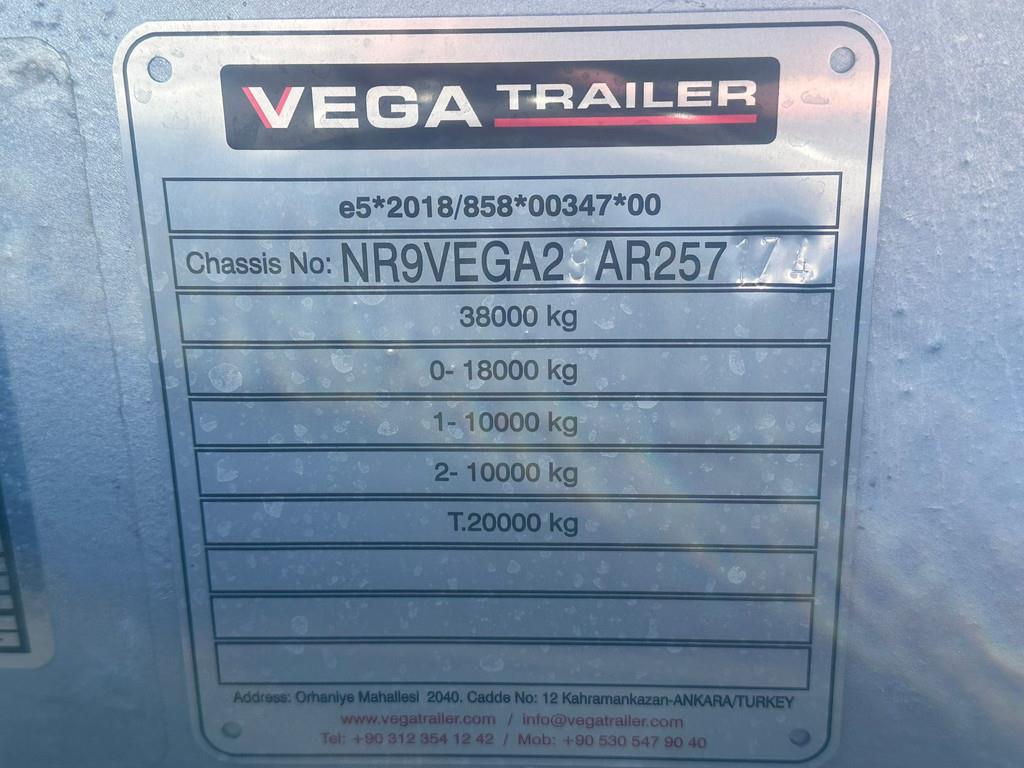 VEGA TRAILER
e5*2018/858*00347*00
Chassis No: NR9VEGA29AR257174
38000 kg
0- 18000 kg
1- 10000 kg
2- 10000 kg
T.20000 kg
Address: Orhaniye Mahallesi 2040. Cadde No: 12 Kahramankazan-ANKARA/TURKEY
www.vegatrailer.com / info@vegatrailer.com
Tel: +90 312 354 12 42 / Mob: +90 530 547 90 40